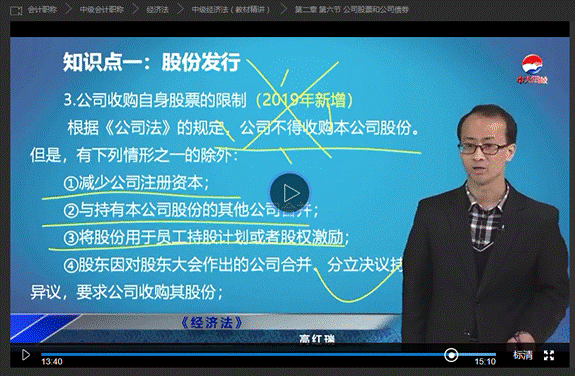 会计职称 > 中级会计职称 > 经济法 > 中级经济法（教材精讲） > 第二章 第六节 公司股票和公司债券
知识点一：股份发行
3.公司收购自身股票的限制（2019年新增）
根据《公司法》的规定、公司不得收购本公司股份。
但是，有下列情形之一的除外：
①减少公司注册资本；
②与持有本公司股份的其他公司合并；
③将股份用于员工持股计划或者股权激励；
④股东因对股东大会作出的公司合并、分立决议持
异议，要求公司收购其股份；
《经济法》
高红瑞
13:40
15:10
标清